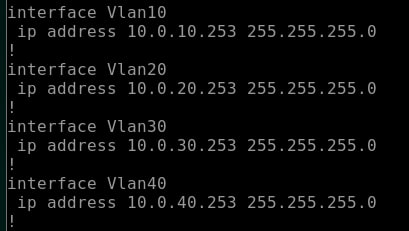 interface Vlan10
 ip address 10.0.10.253 255.255.255.0
!
interface Vlan20
 ip address 10.0.20.253 255.255.255.0
!
interface Vlan30
 ip address 10.0.30.253 255.255.255.0
!
interface Vlan40
 ip address 10.0.40.253 255.255.255.0
!